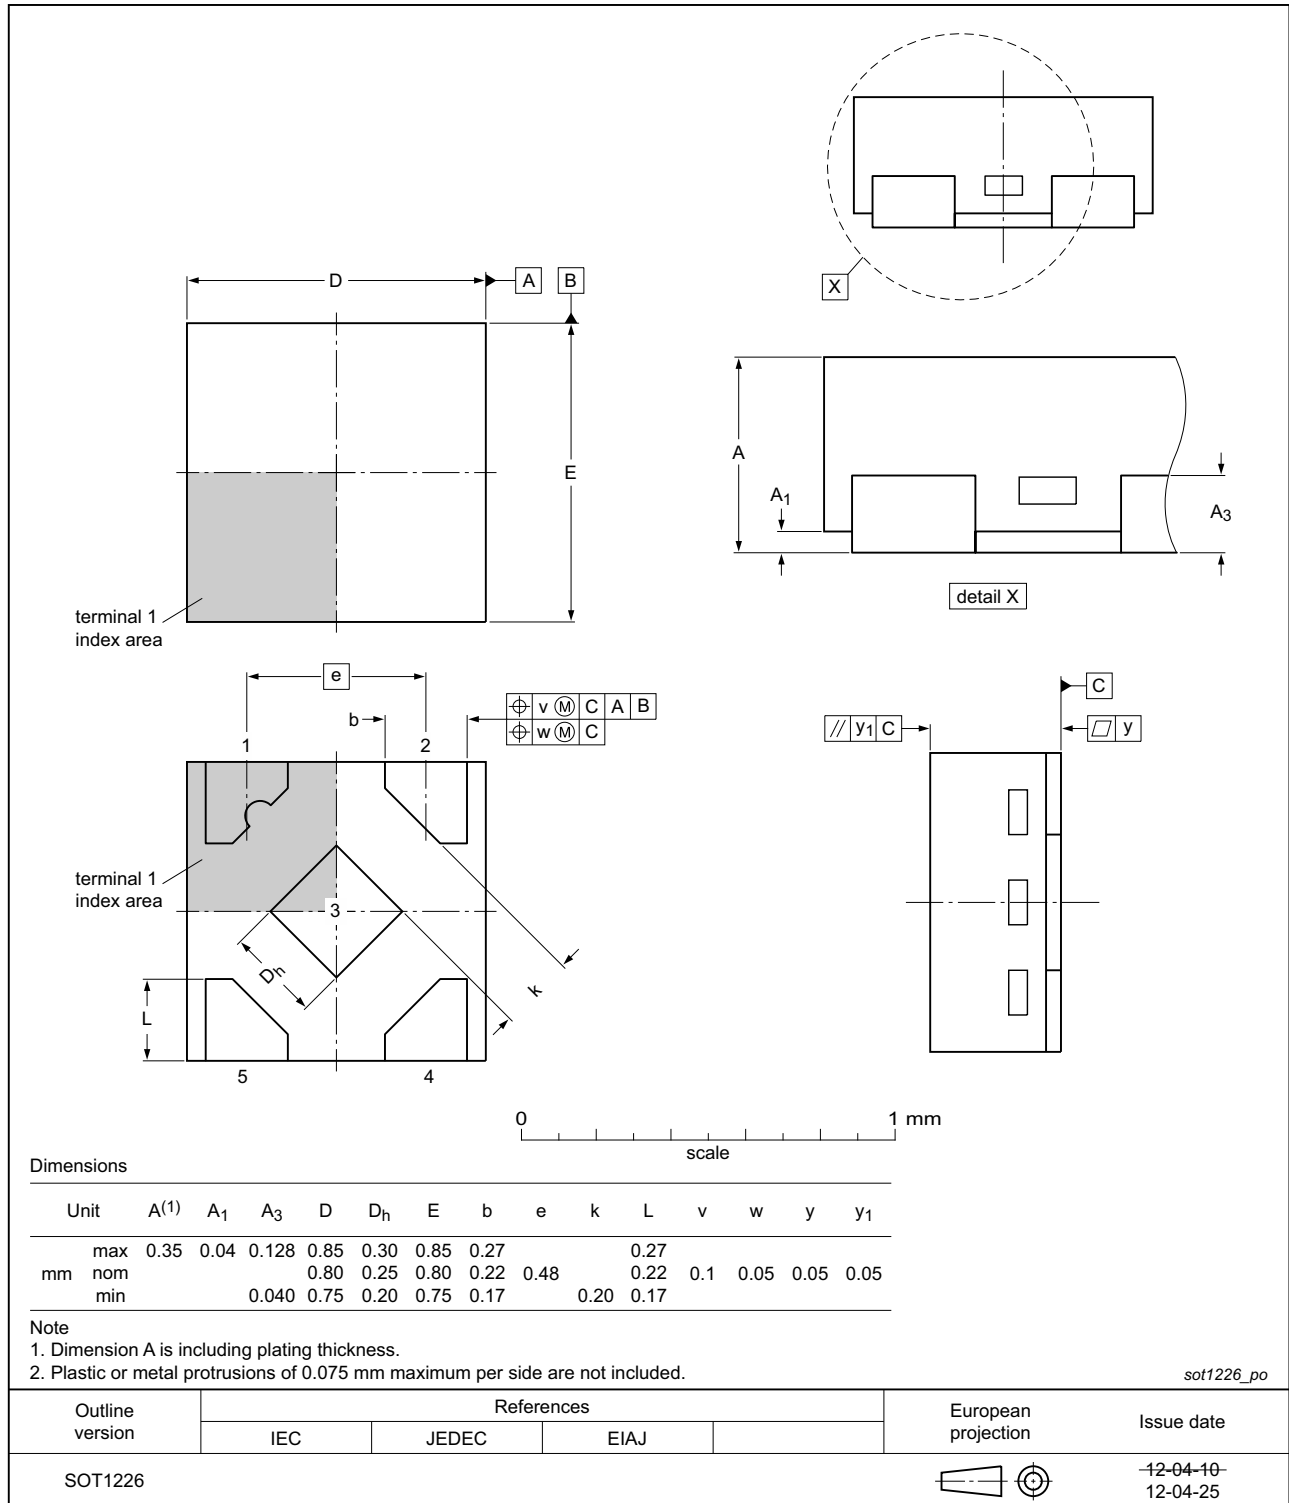 X
D
A
B
E
A
A1
A3
detail X
terminal 1
index area
e
b
v M C A B
w M C
1
2
C
// y1 C
y
terminal 1
index area
3
Dh
k
L
5
4
0
1 mm
scale
Dimensions
Unit A(1) A1 A3 D Dh E b e k L v w y y1
max 0.35 0.04 0.128 0.85 0.30 0.85 0.27 0.27
mm nom 0.80 0.25 0.80 0.22 0.48 0.22 0.1 0.05 0.05 0.05
min 0.040 0.75 0.20 0.75 0.17 0.20 0.17
Note
1. Dimension A is including plating thickness.
2. Plastic or metal protrusions of 0.075 mm maximum per side are not included.
sot1226_po
Outline
version
References
IEC
JEDEC
EIAJ
European
projection
Issue date
SOT1226
12-04-10
12-04-25